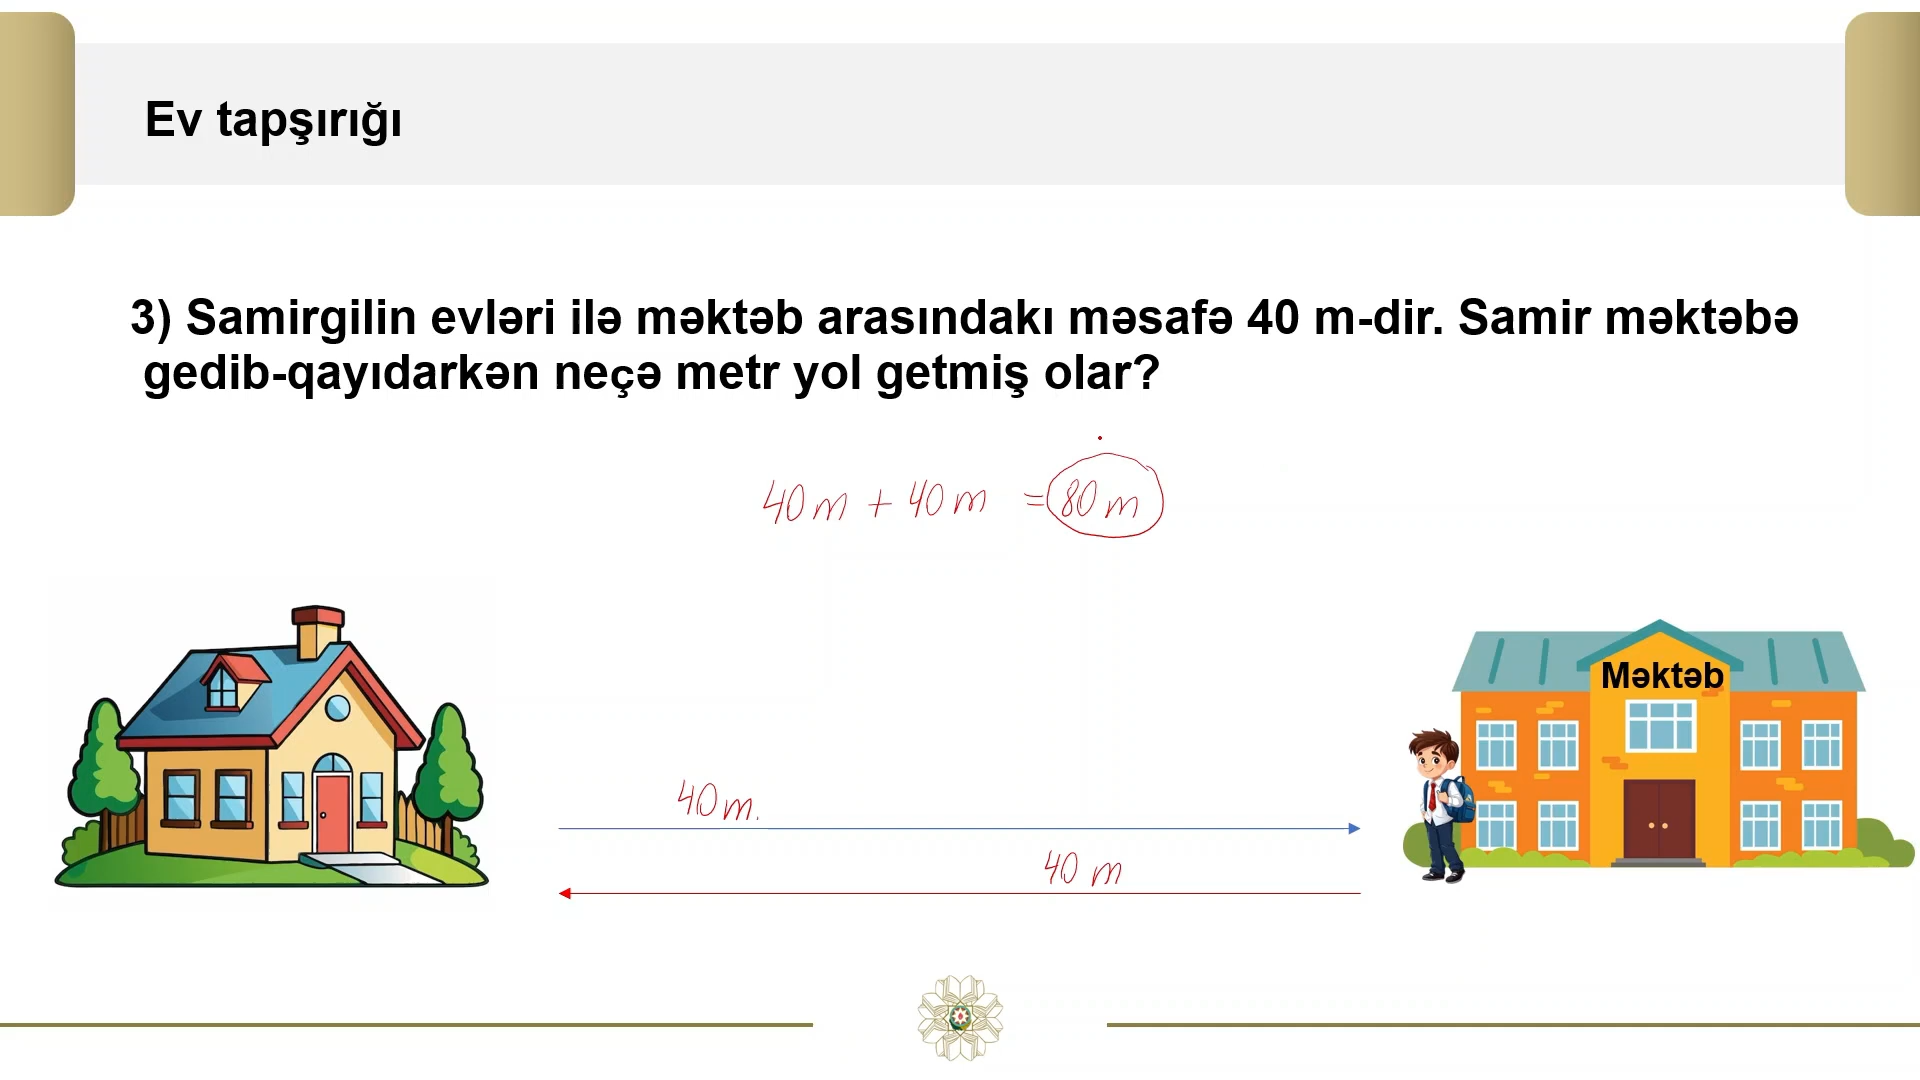 Ev tapşırığı
3) Samirgilin evləri ilə məktəb arasındakı məsafə 40 m-dir. Samir məktəbə
gedib-qayıdarkən neçə metr yol getmiş olar?
40 m + 40 m = 80 m
Məktəb
40 m.
40 m